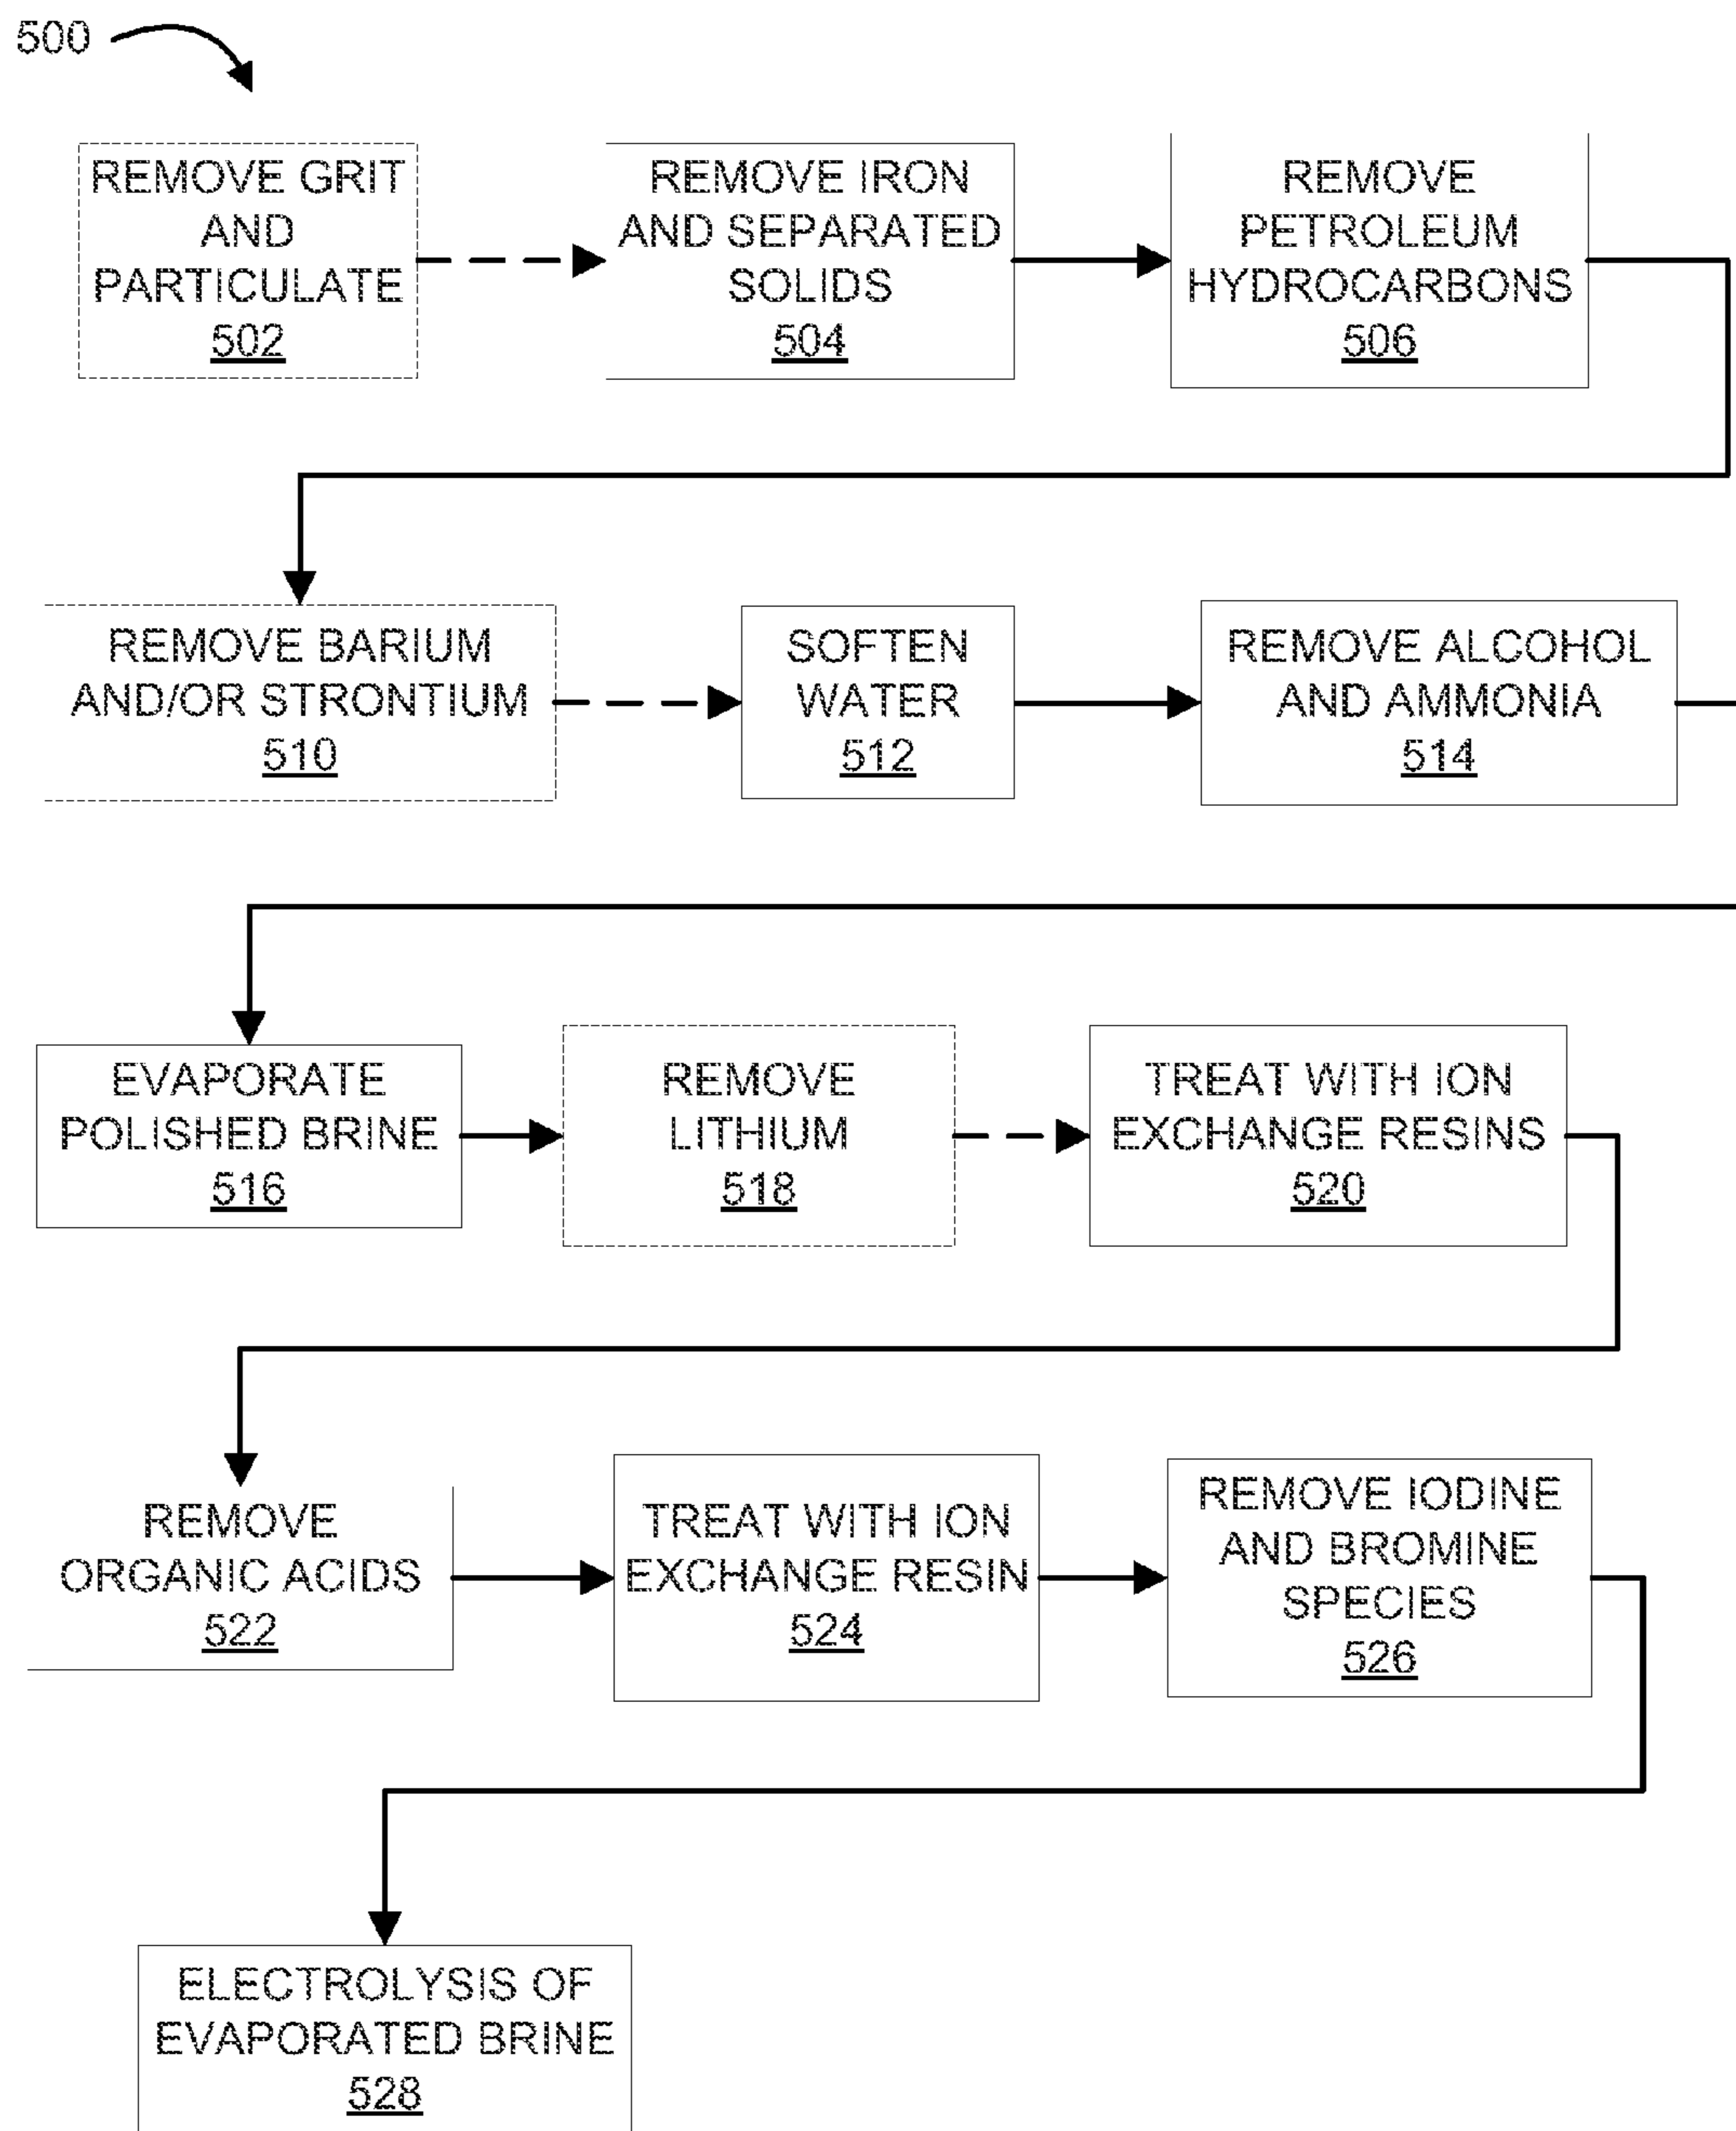 500
REMOVE GRIT
AND
PARTICULATE
502
REMOVE IRON
AND SEPARATED
SOLIDS
504
REMOVE
PETROLEUM
HYDROCARBONS
506
REMOVE BARIUM
AND/OR STRONTIUM
510
SOFTEN
WATER
512
REMOVE ALCOHOL
AND AMMONIA
514
EVAPORATE
POLISHED BRINE
516
REMOVE
LITHIUM
518
TREAT WITH ION
EXCHANGE RESINS
520
REMOVE
ORGANIC ACIDS
522
TREAT WITH ION
EXCHANGE RESIN
524
REMOVE IODINE
AND BROMINE
SPECIES
526
ELECTROLYSIS OF
EVAPORATED BRINE
528